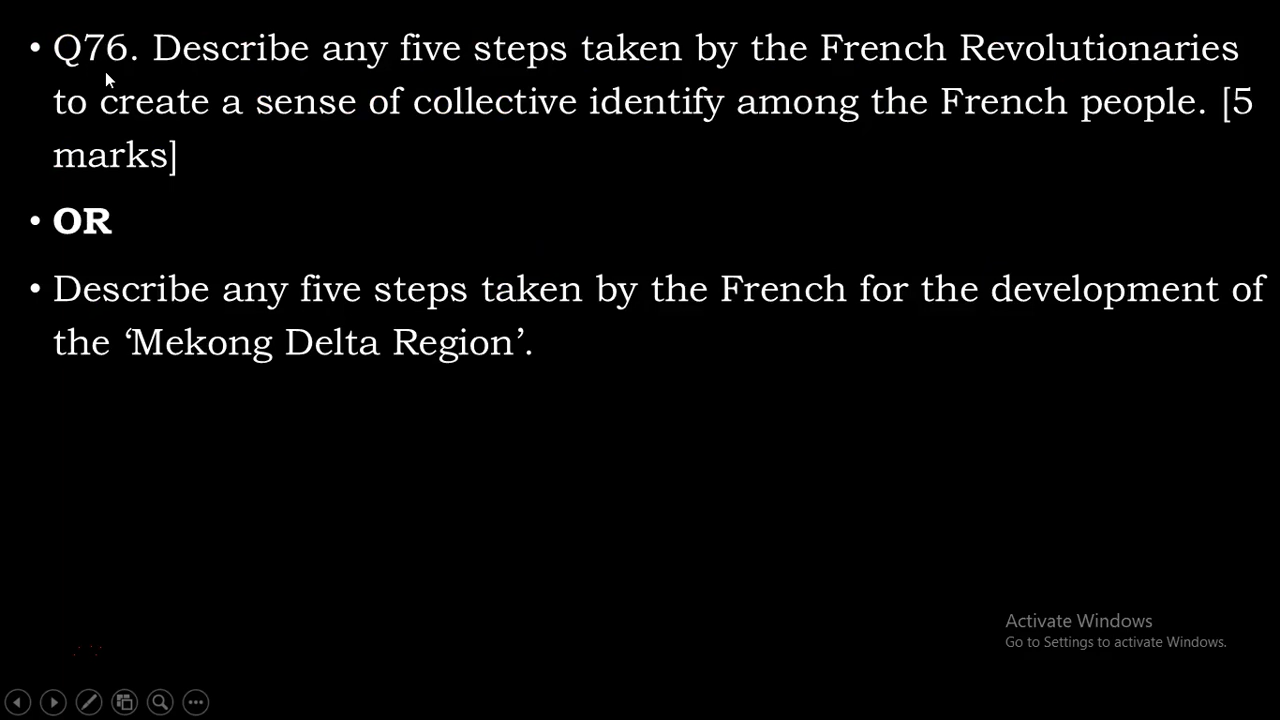 • Q76. Describe any five steps taken by the French Revolutionaries
to create a sense of collective identify among the French people. [5
marks]
• OR
• Describe any five steps taken by the French for the development of
the ‘Mekong Delta Region’.
Activate Windows
Go to Settings to activate Windows.